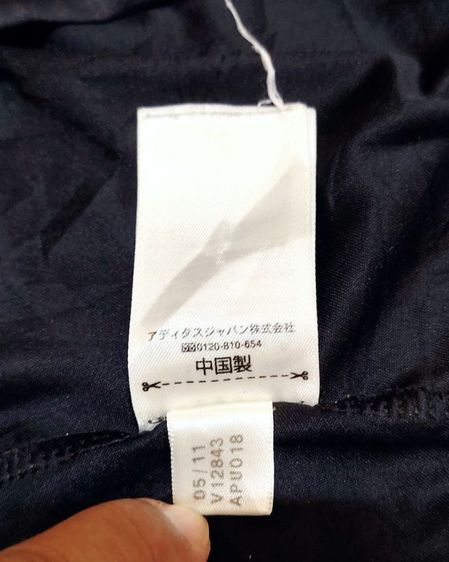 アディダスジャパン株式会社
0120-810-654
中国製
05/11
V12843
APU018